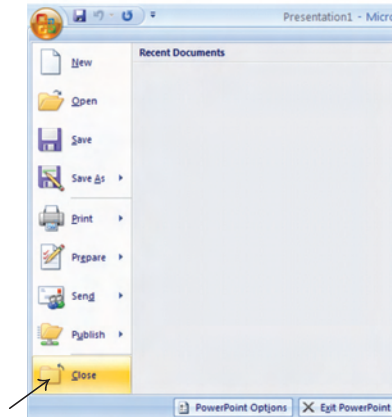 Presentation1 - Micro
Recent Documents
New
Open
Save
Save As
Print
Prepare
Send
Publish
Close
PowerPoint Options
Exit PowerPoint